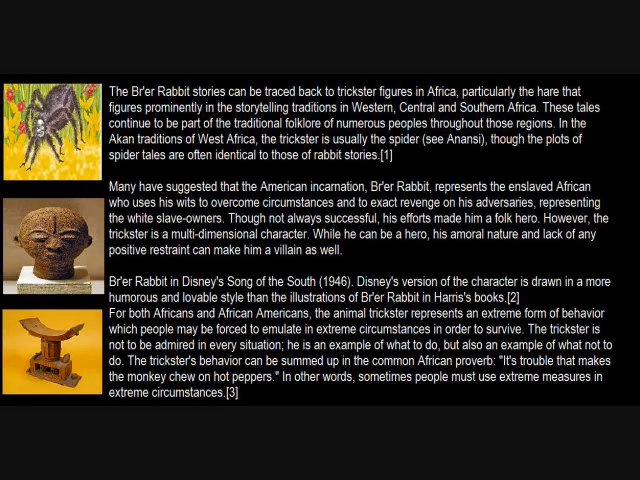 The Br'er Rabbit stories can be traced back to trickster figures in Africa, particularly the hare that
figures prominently in the storytelling traditions in Western, Central and Southern Africa. These tales
continue to be part of the traditional folklore of numerous peoples throughout those regions. In the
Akan traditions of West Africa, the trickster is usually the spider (see Anansi), though the plots of
spider tales are often identical to those of rabbit stories.[1]
Many have suggested that the American incarnation, Br'er Rabbit, represents the enslaved African
who uses his wits to overcome circumstances and to exact revenge on his adversaries, representing
the white slave-owners. Though not always successful, his efforts made him a folk hero. However, the
trickster is a multi-dimensional character. While he can be a hero, his amoral nature and lack of any
positive restraint can make him a villain as well.
Br'er Rabbit in Disney's Song of the South (1946). Disney's version of the character is drawn in a more
humorous and lovable style than the illustrations of Br'er Rabbit in Harris's books.[2]
For both Africans and African Americans, the animal trickster represents an extreme form of behavior
which people may be forced to emulate in extreme circumstances in order to survive. The trickster is
not to be admired in every situation; he is an example of what to do, but also an example of what not to
do. The trickster's behavior can be summed up in the common African proverb: "It's trouble that makes
the monkey chew on hot peppers." In other words, sometimes people must use extreme measures in
extreme circumstances.[3]